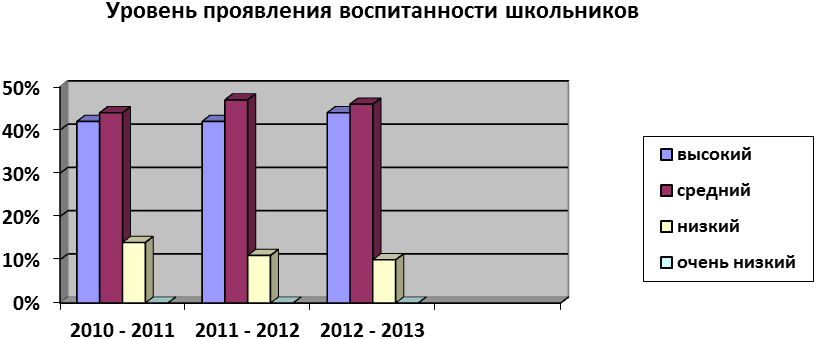 Уровень проявления воспитанности школьников
50%
40%
30%
20%
10%
0%
2010 - 2011
2011 - 2012
2012 - 2013
высокий
средний
низкий
очень низкий